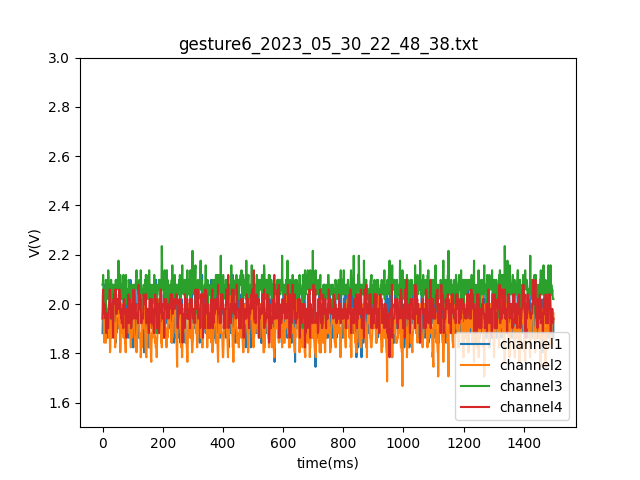 gesture6_2023_05_30_22_48_38.txt
3.0
2.8
2.6
2.4
2.2
2.0
1.8
1.6
V(V)
0 200 400 600 800 1000 1200 1400
time(ms)
channel1
channel2
channel3
channel4